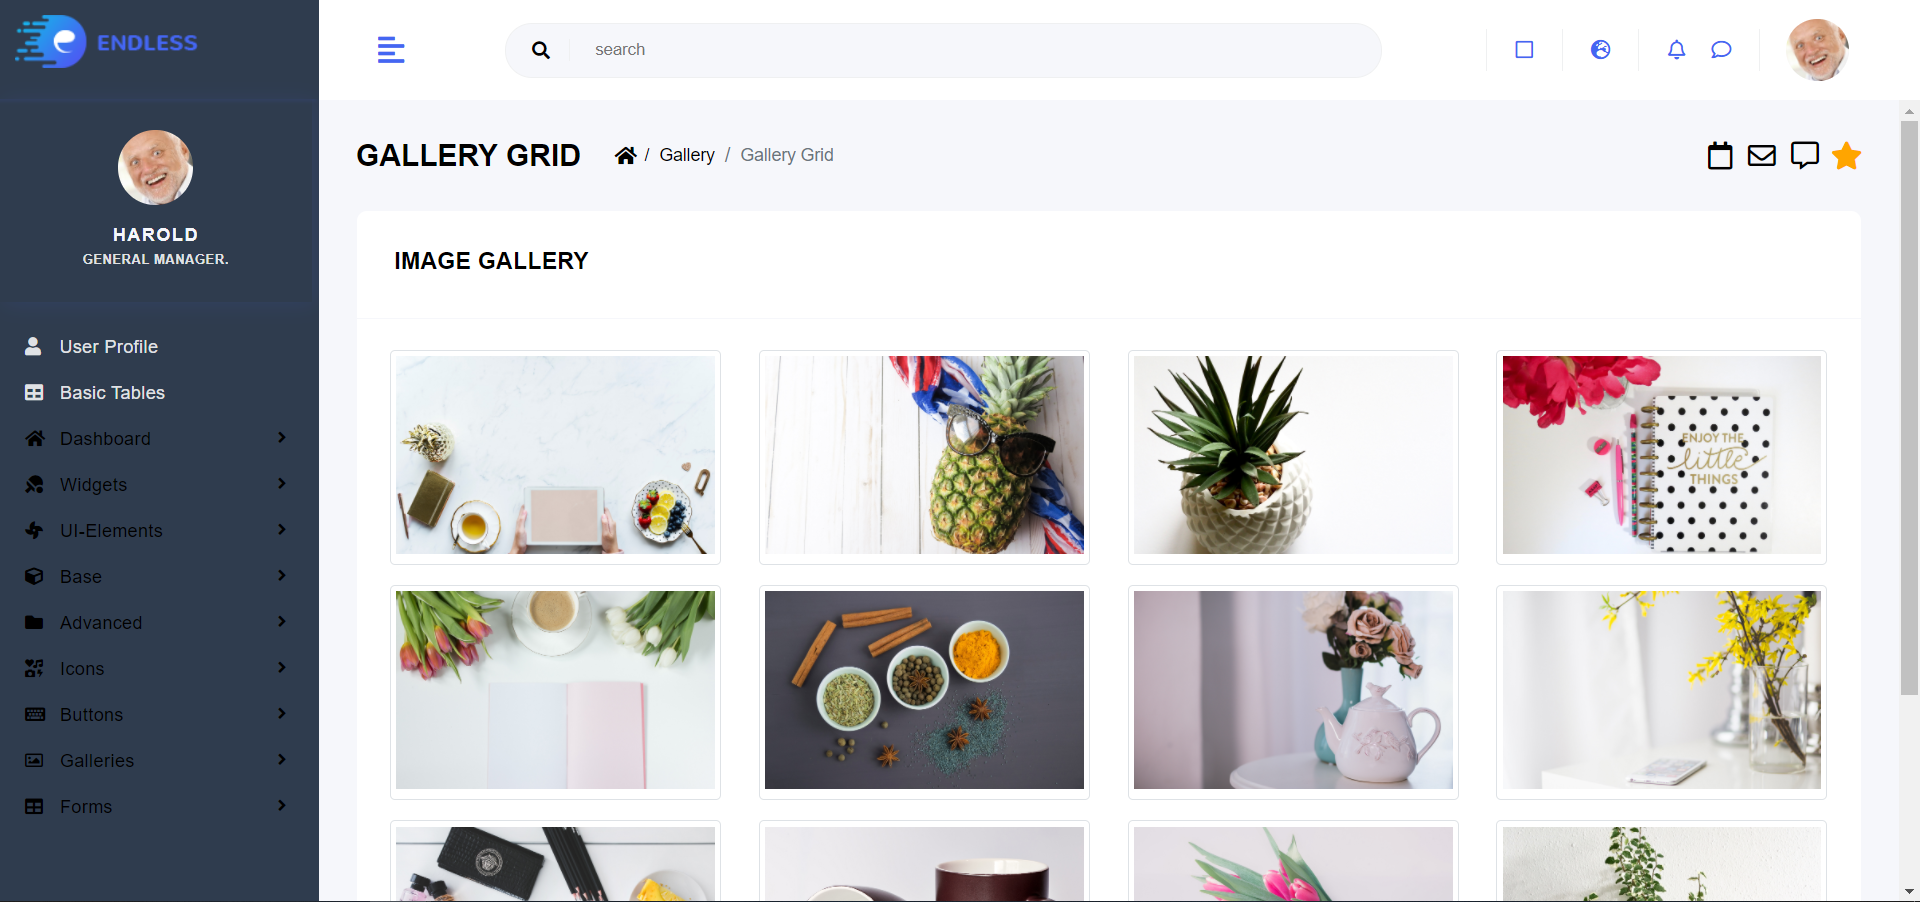 ENDLESS
search
HAROLD
GENERAL MANAGER.
User Profile
Basic Tables
Dashboard
Widgets
UI-Elements
Base
Advanced
Icons
Buttons
Galleries
Forms
GALLERY GRID
/ Gallery / Gallery Grid
IMAGE GALLERY
ENJOY THE
little
THINGS